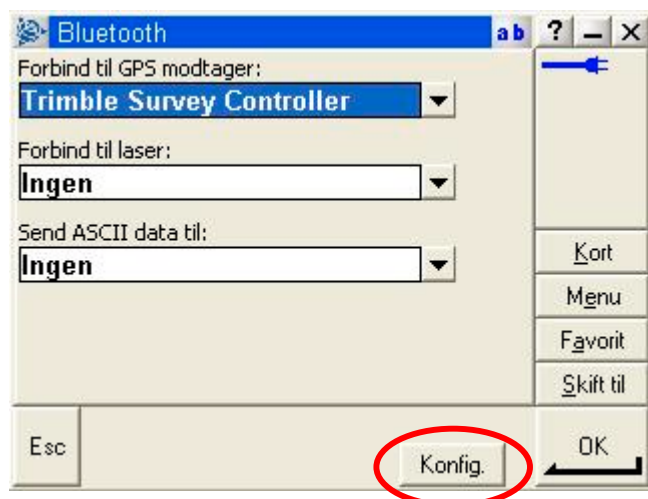 Bluetooth
ab
?
Forbind til GPS modtager:
Trimble Survey Controller
Forbind til laser:
Ingen
Send ASCII data til:
Ingen
Kort
Menu
Favorit
Skift til
Esc
Konfig.
OK